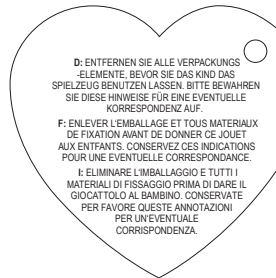 D: ENTFERNEN SIE ALLE VERPACKUNGS
-ELEMENTE, BEVOR SIE DAS KIND DAS
SPIELZEUG BENUTZEN LASSEN. BITTE BEWAHREN
SIE DIESE HINWEISE FÜR EINE EVENTUELLE
KORRESPONDENZ AUF.
F: ENLEVER L'EMBALLAGE ET TOUS MATERIAUX
DE FIXATION AVANT DE DONNER CE JOUET
AUX ENTFANTS. CONSERVEZ CES INDICATIONS
POUR UNE EVENTUELLE CORRESPONDANCE.
I: ELIMINARE L'IMBALLAGGIO E TUTTI I
MATERIALI DI FISSAGGIO PRIMA DI DARE IL
GIOCATTOLO AL BAMBINO. CONSERVATE
PER FAVORE QUESTE ANNOTAZIONI
PER UN'EVENTUALE
CORRISPONDENZA.